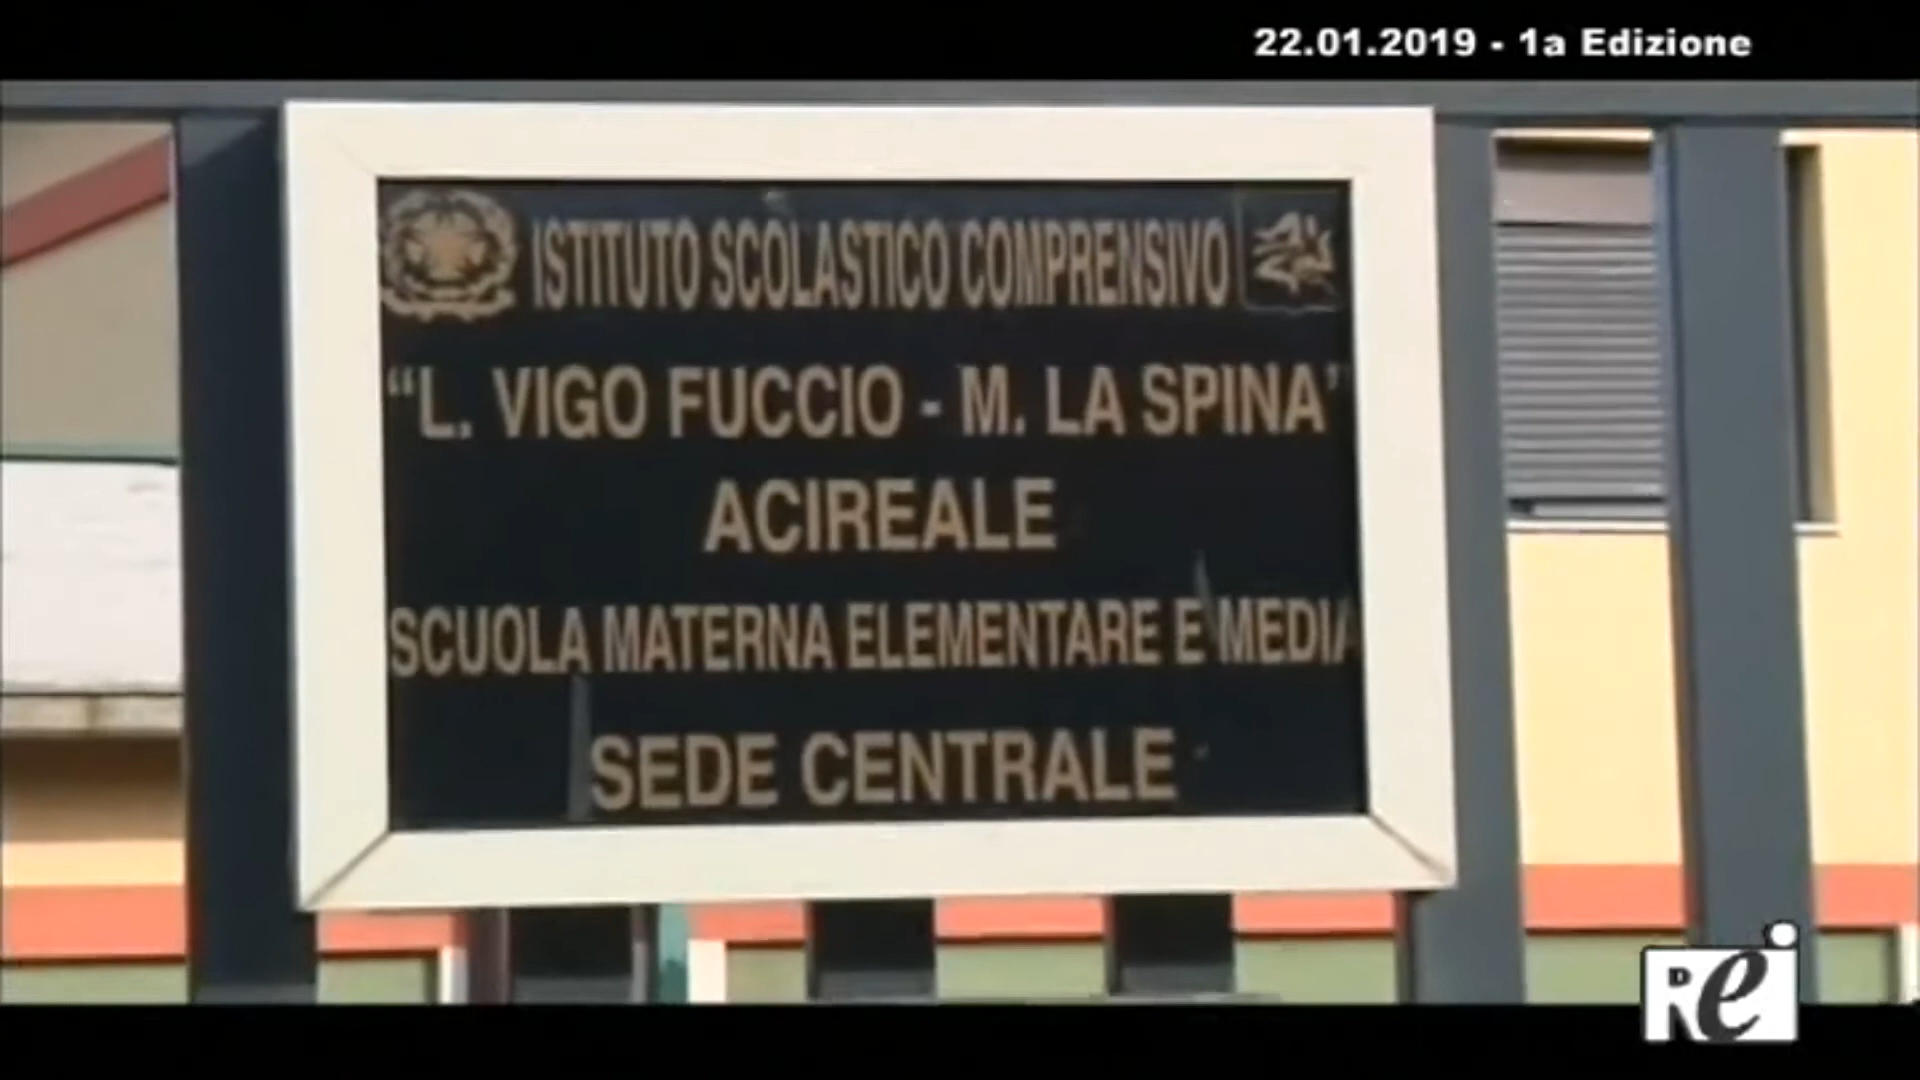 22.01.2019 - 1a Edizione
ISTITUTO SCOLASTICO COMPRENSIVO
“L. VIGO FUCCIO - M. LA SPINA”
ACIREALE
SCUOLA MATERNA ELEMENTARE E MEDIA
SEDE CENTRALE
REi